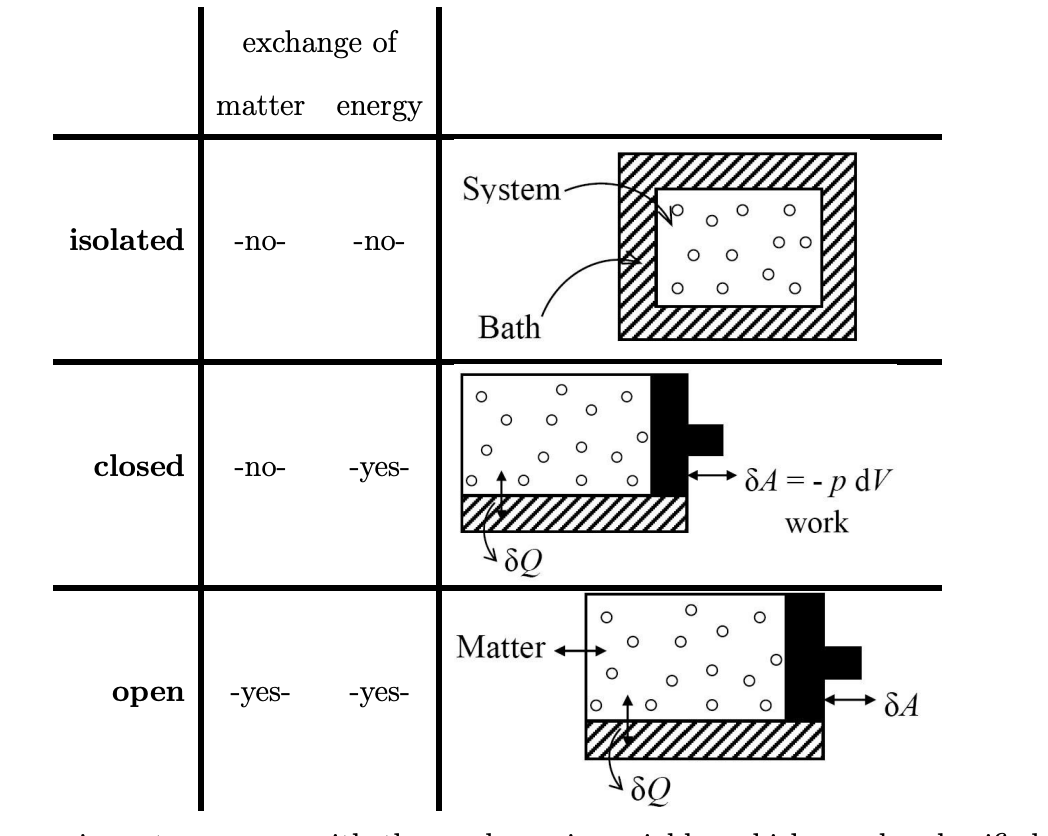 exchange of
matter energy
isolated -no- -no-
System
Bath
closed -no- -yes-
δA = - p dV
work
δQ
open -yes- -yes-
Matter
δA
δQ